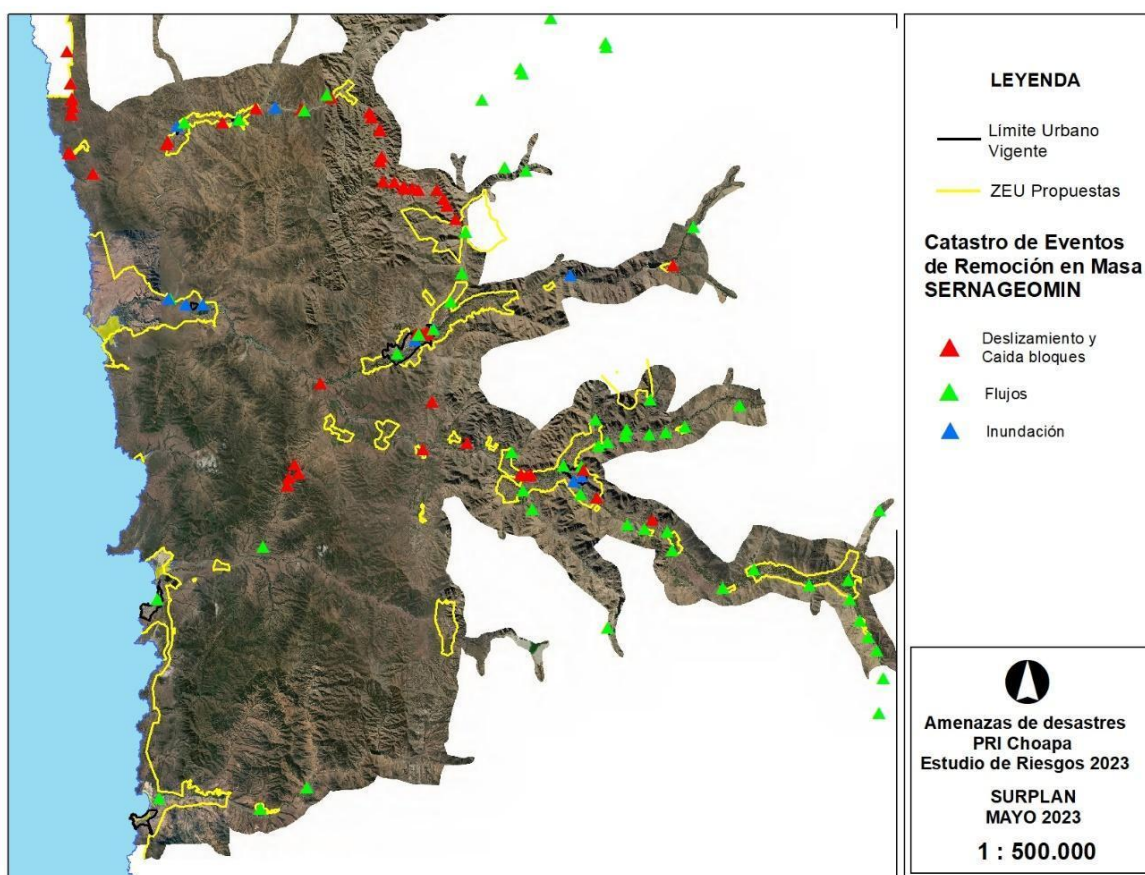 LEYENDA
Límite Urbano
Vigente
ZEU Propuestas
Catastro de Eventos
de Remoción en Masa
SERNAGEOMIN
Deslizamiento y
Caida bloques
Flujos
Inundación
Amenazas de desastres
PRI Choapa
Estudio de Riesgos 2023
SURPLAN
MAYO 2023
1 : 500.000